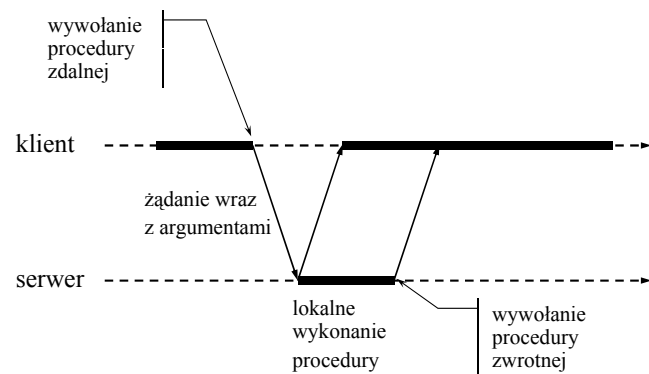 wywołanie
procedury
zdalnej
klient
żądanie wraz
z argumentami
serwer
lokalne
wykonanie
procedury
wywołanie
procedury
zwrotnej